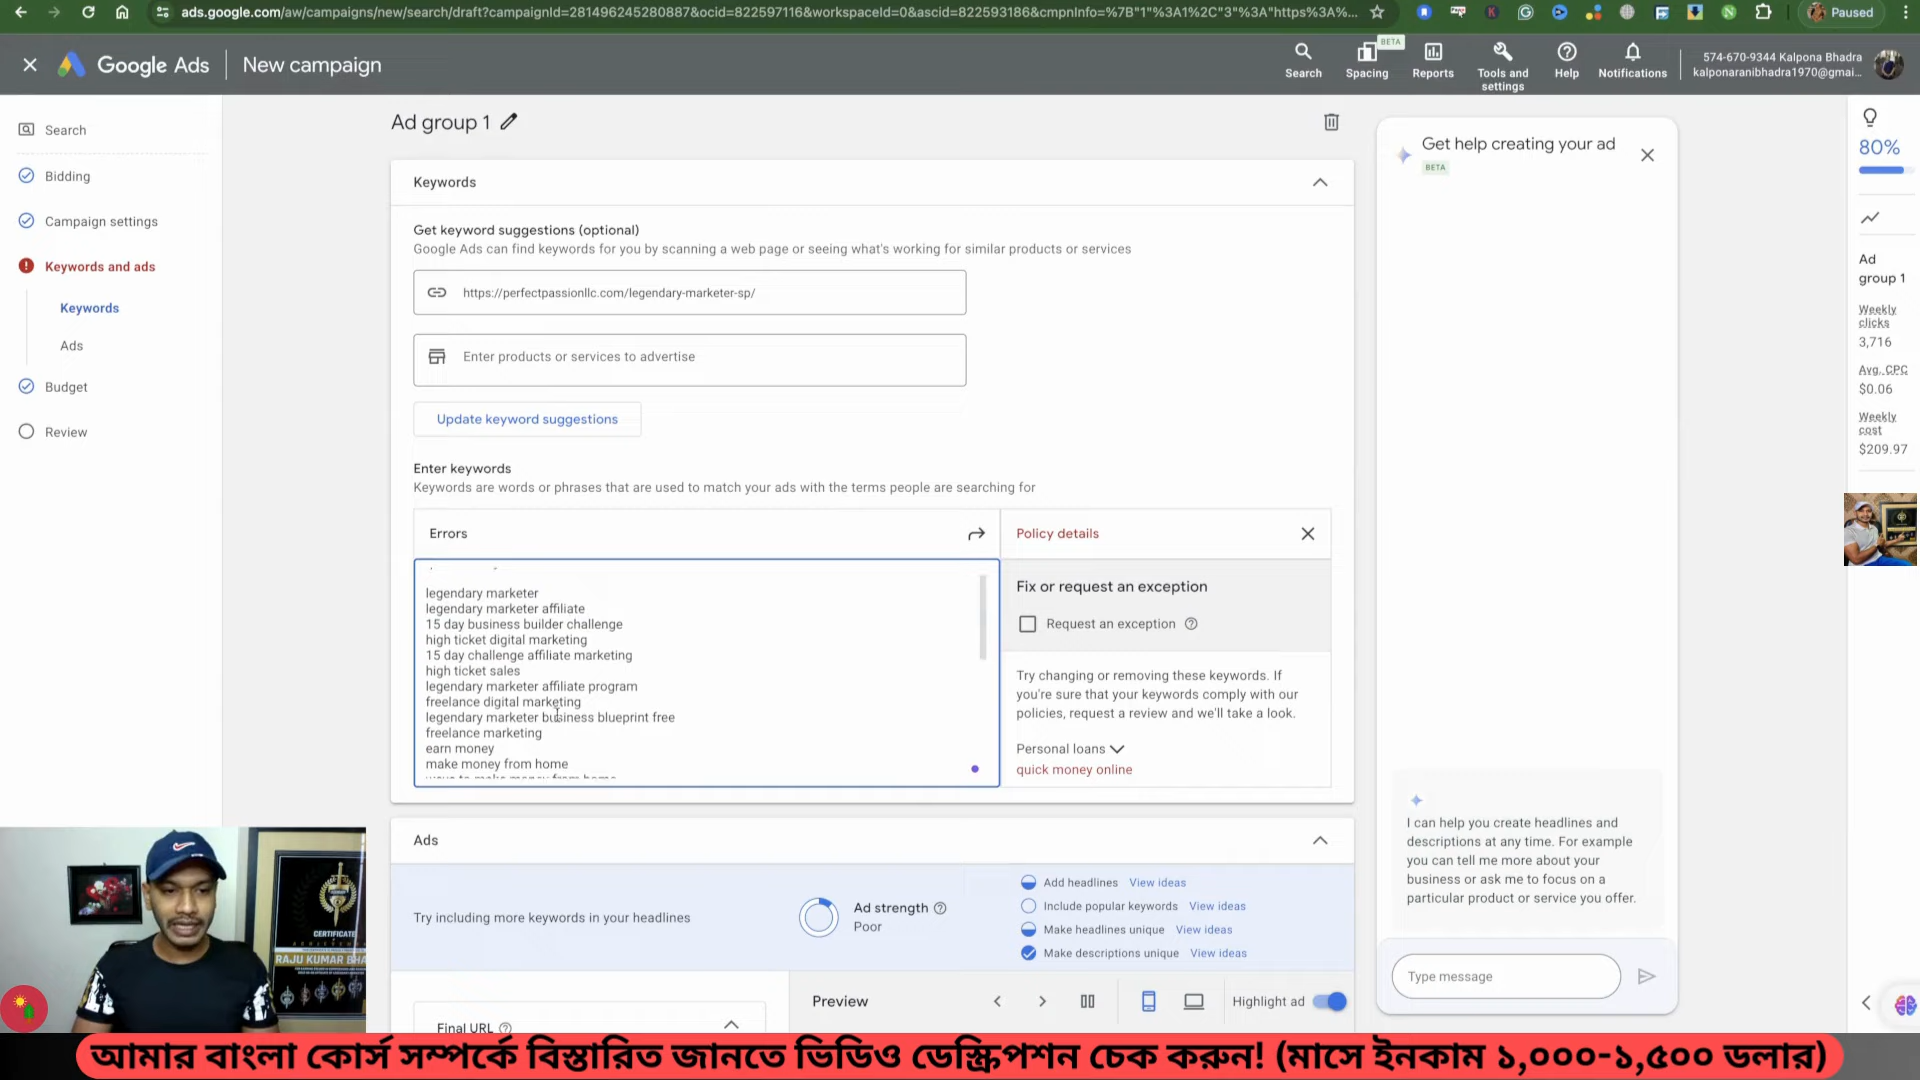 ads.google.com/aw/campaigns/new/search/draft?campaignId=281496245280887&ocid=822597116&workspaceId=0&ascid=822593186&cmpnInfo=%7B"1"%3A1%2C"3"%3A"https%3A%...
Paused
Google Ads
New campaign
BETA
Search
Spacing
Reports
Tools and settings
Help
Notifications
574-670-9344 Kalpona Bhadra
kalponaranibhadra1970@gmai...
Search
Bidding
Campaign settings
Keywords and ads
Keywords
Ads
Budget
Review
Ad group 1
Keywords
Get keyword suggestions (optional)
Google Ads can find keywords for you by scanning a web page or seeing what's working for similar products or services
https://perfectpassionllc.com/legendary-marketer-sp/
Enter products or services to advertise
Update keyword suggestions
Enter keywords
Keywords are words or phrases that are used to match your ads with the terms people are searching for
Errors
legendary marketer
legendary marketer affiliate
15 day business builder challenge
high ticket digital marketing
15 day challenge affiliate marketing
high ticket sales
legendary marketer affiliate program
freelance digital marketing
legendary marketer business blueprint free
freelance marketing
earn money
make money from home
ways to make money from home
Policy details
Fix or request an exception
Request an exception
Try changing or removing these keywords. If
you're sure that your keywords comply with our
policies, request a review and we'll take a look.
Personal loans
quick money online
Ads
Try including more keywords in your headlines
Ad strength
Poor
Add headlines View ideas
Include popular keywords View ideas
Make headlines unique View ideas
Make descriptions unique View ideas
Final URL
Preview
Highlight ad
Get help creating your ad
BETA
I can help you create headlines and
descriptions at any time. For example
you can tell me more about your
business or ask me to focus on a
particular product or service you offer.
Type message
80%
Ad
group 1
Weekly
clicks
3,716
Avg. CPC
$0.06
Weekly
cost
$209.97
CERTIFICATE
RAJU KUMAR BHA
আমার বাংলা কোর্স সম্পর্কে বিস্তারিত জানতে ভিডিও ডেস্ক্রিপশন চেক করুন! (মাসে ইনকাম ১,০০০-১,৫০০ ডলার)